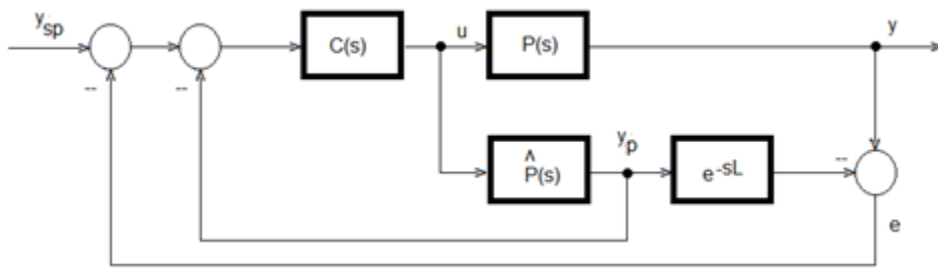 y_sp
C(s)
u
P(s)
y
--
--
^P(s)
y_p
e^-sL
--
e